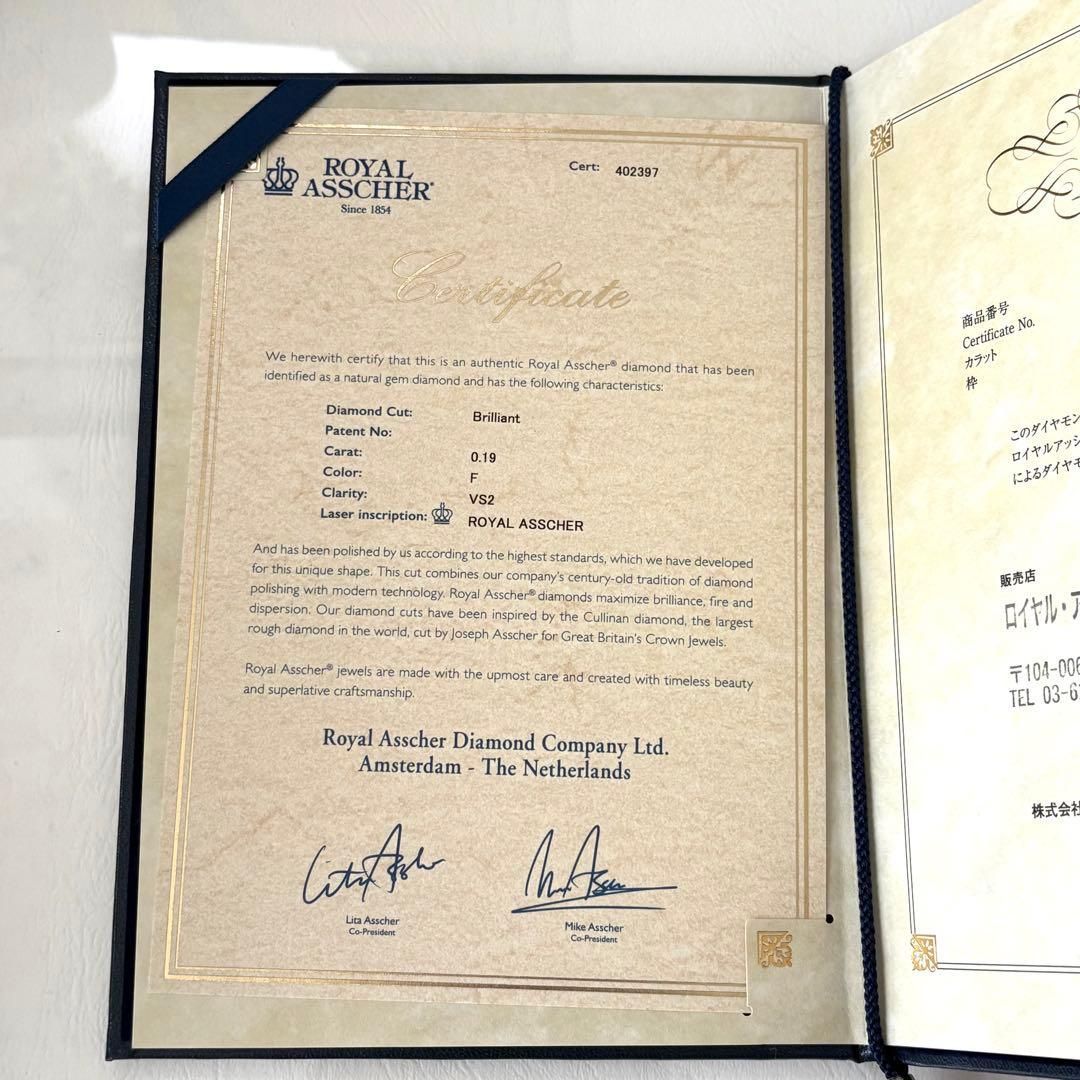 ROYAL
ASSCHER®
Since 1854
Cert: 402397
Certificate
We herewith certify that this is an authentic Royal Asscher® diamond that has been
identified as a natural gem diamond and has the following characteristics:
Diamond Cut: Brilliant
Patent No:
Carat: 0.19
Color: F
Clarity: VS2
Laser inscription: ROYAL ASSCHER
And has been polished by us according to the highest standards, which we have developed
for this unique shape. This cut combines our company's century-old tradition of diamond
polishing with modern technology. Royal Asscher® diamonds maximize brilliance, fire and
dispersion. Our diamond cuts have been inspired by the Cullinan diamond, the largest
rough diamond in the world, cut by Joseph Asscher for Great Britain's Crown Jewels.
Royal Asscher® jewels are made with the upmost care and created with timeless beauty
and superlative craftsmanship.
Royal Asscher Diamond Company Ltd.
Amsterdam - The Netherlands
Lita Asscher
Co-President
Mike Asscher
Co-President
商品番号
Certificate No.
カラット
枠
このダイヤモン
ロイヤルアッシ
によるダイヤモ
販売店
ロイヤル・ア
〒104-006
TEL 03-6
株式会社